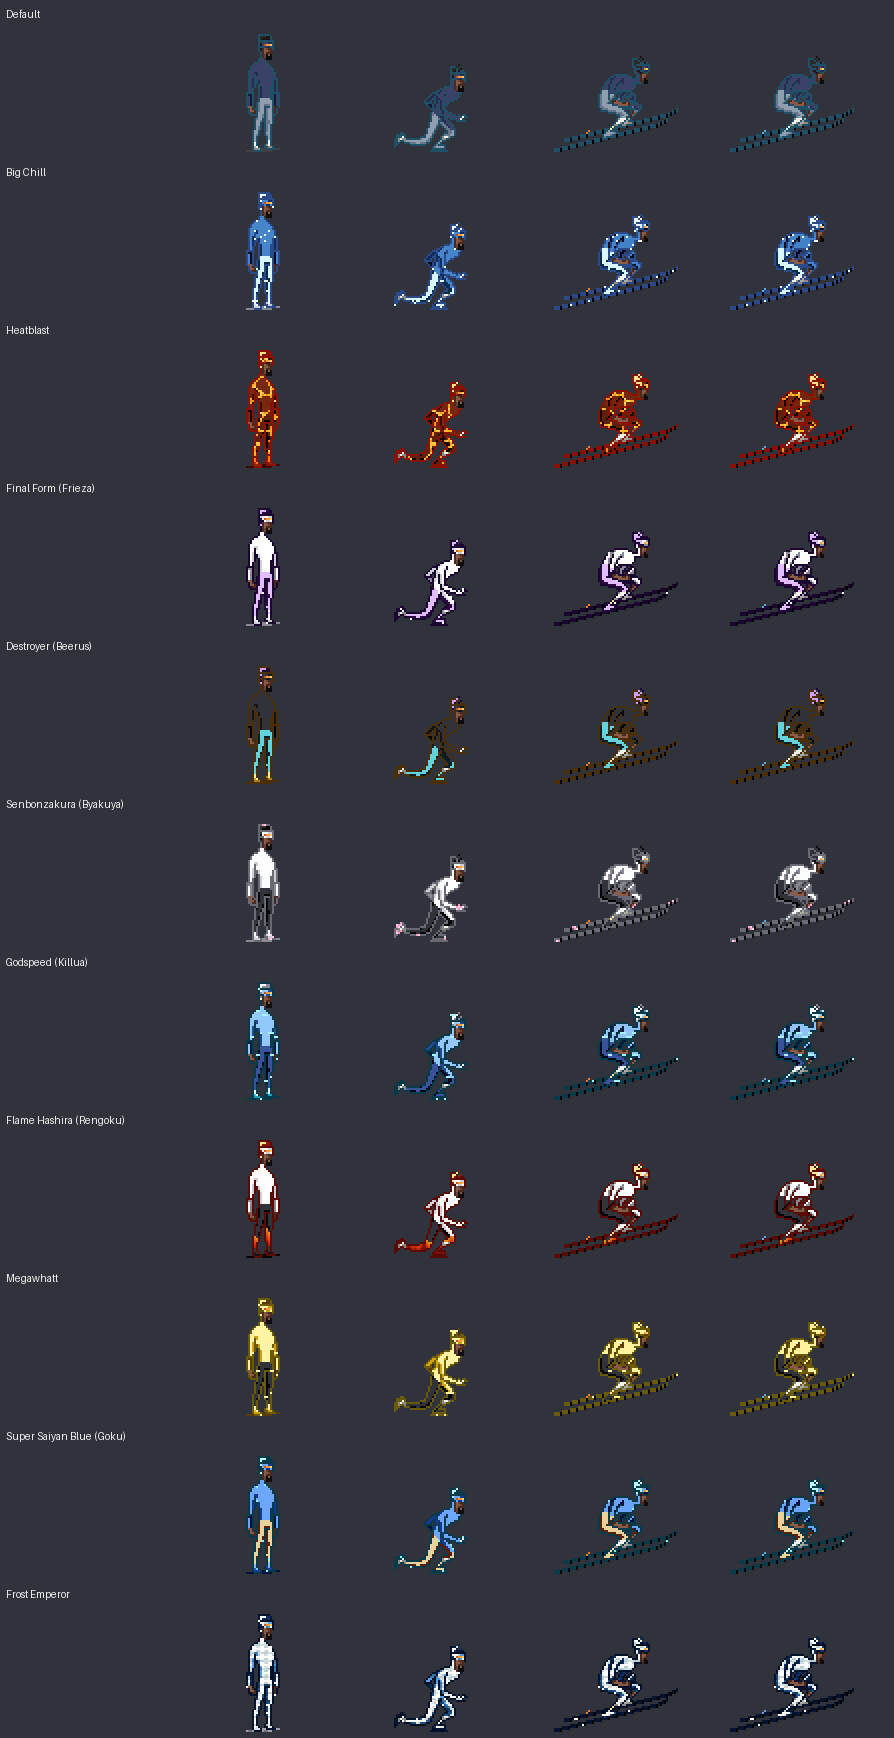 Default
Big Chill
Heatblast
Final Form (Frieza)
Destroyer (Beerus)
Senbonzakura (Byakuya)
Godspeed (Killua)
Flame Hashira (Rengoku)
Megawhatt
Super Saiyan Blue (Goku)
Frost Emperor